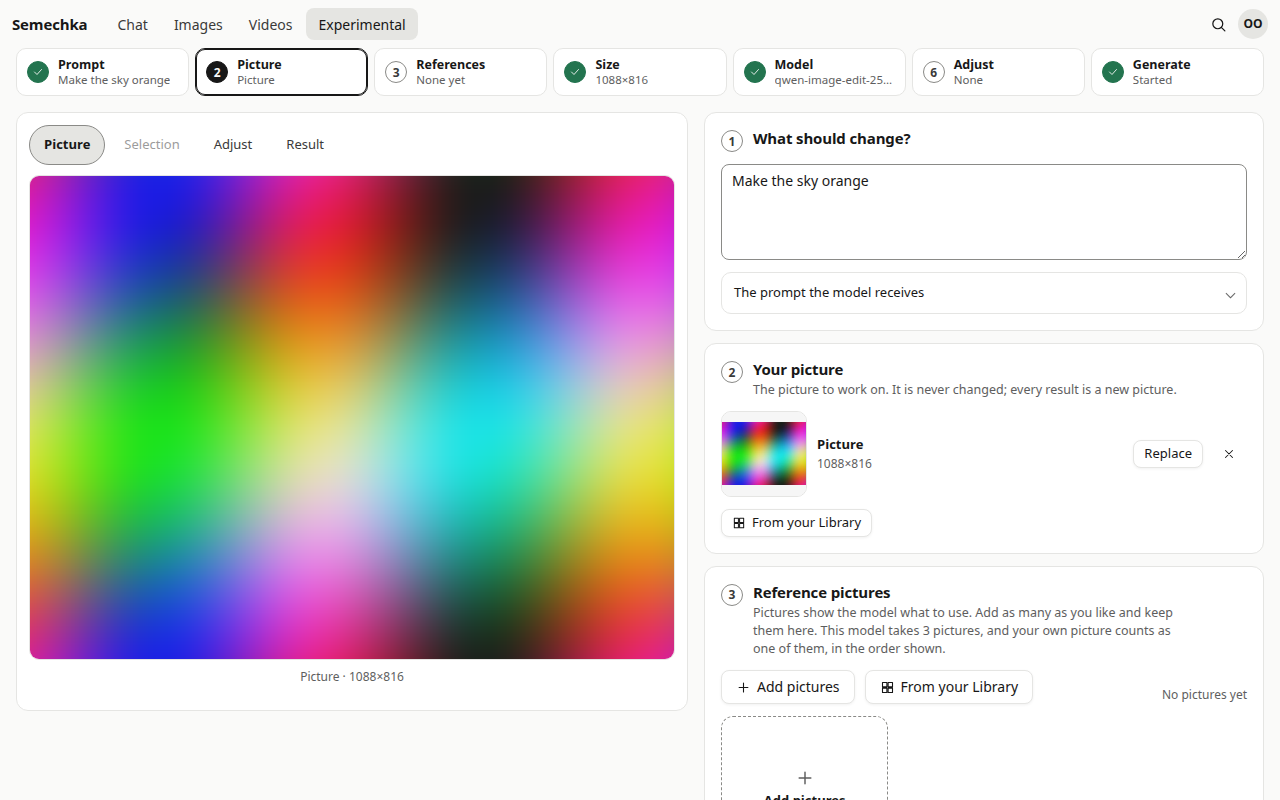 Semechka Chat Images Videos Experimental OO
Prompt
Make the sky orange
2 Picture
Picture
3 References
None yet
Size
1088×816
Model
qwen-image-edit-25...
6 Adjust
None
Generate
Started
Picture Selection Adjust Result
Picture · 1088×816
1 What should change?
Make the sky orange
The prompt the model receives
2 Your picture
The picture to work on. It is never changed; every result is a new picture.
Picture
1088×816
Replace
From your Library
3 Reference pictures
Pictures show the model what to use. Add as many as you like and keep
them here. This model takes 3 pictures, and your own picture counts as
one of them, in the order shown.
Add pictures From your Library
No pictures yet
Add pictures